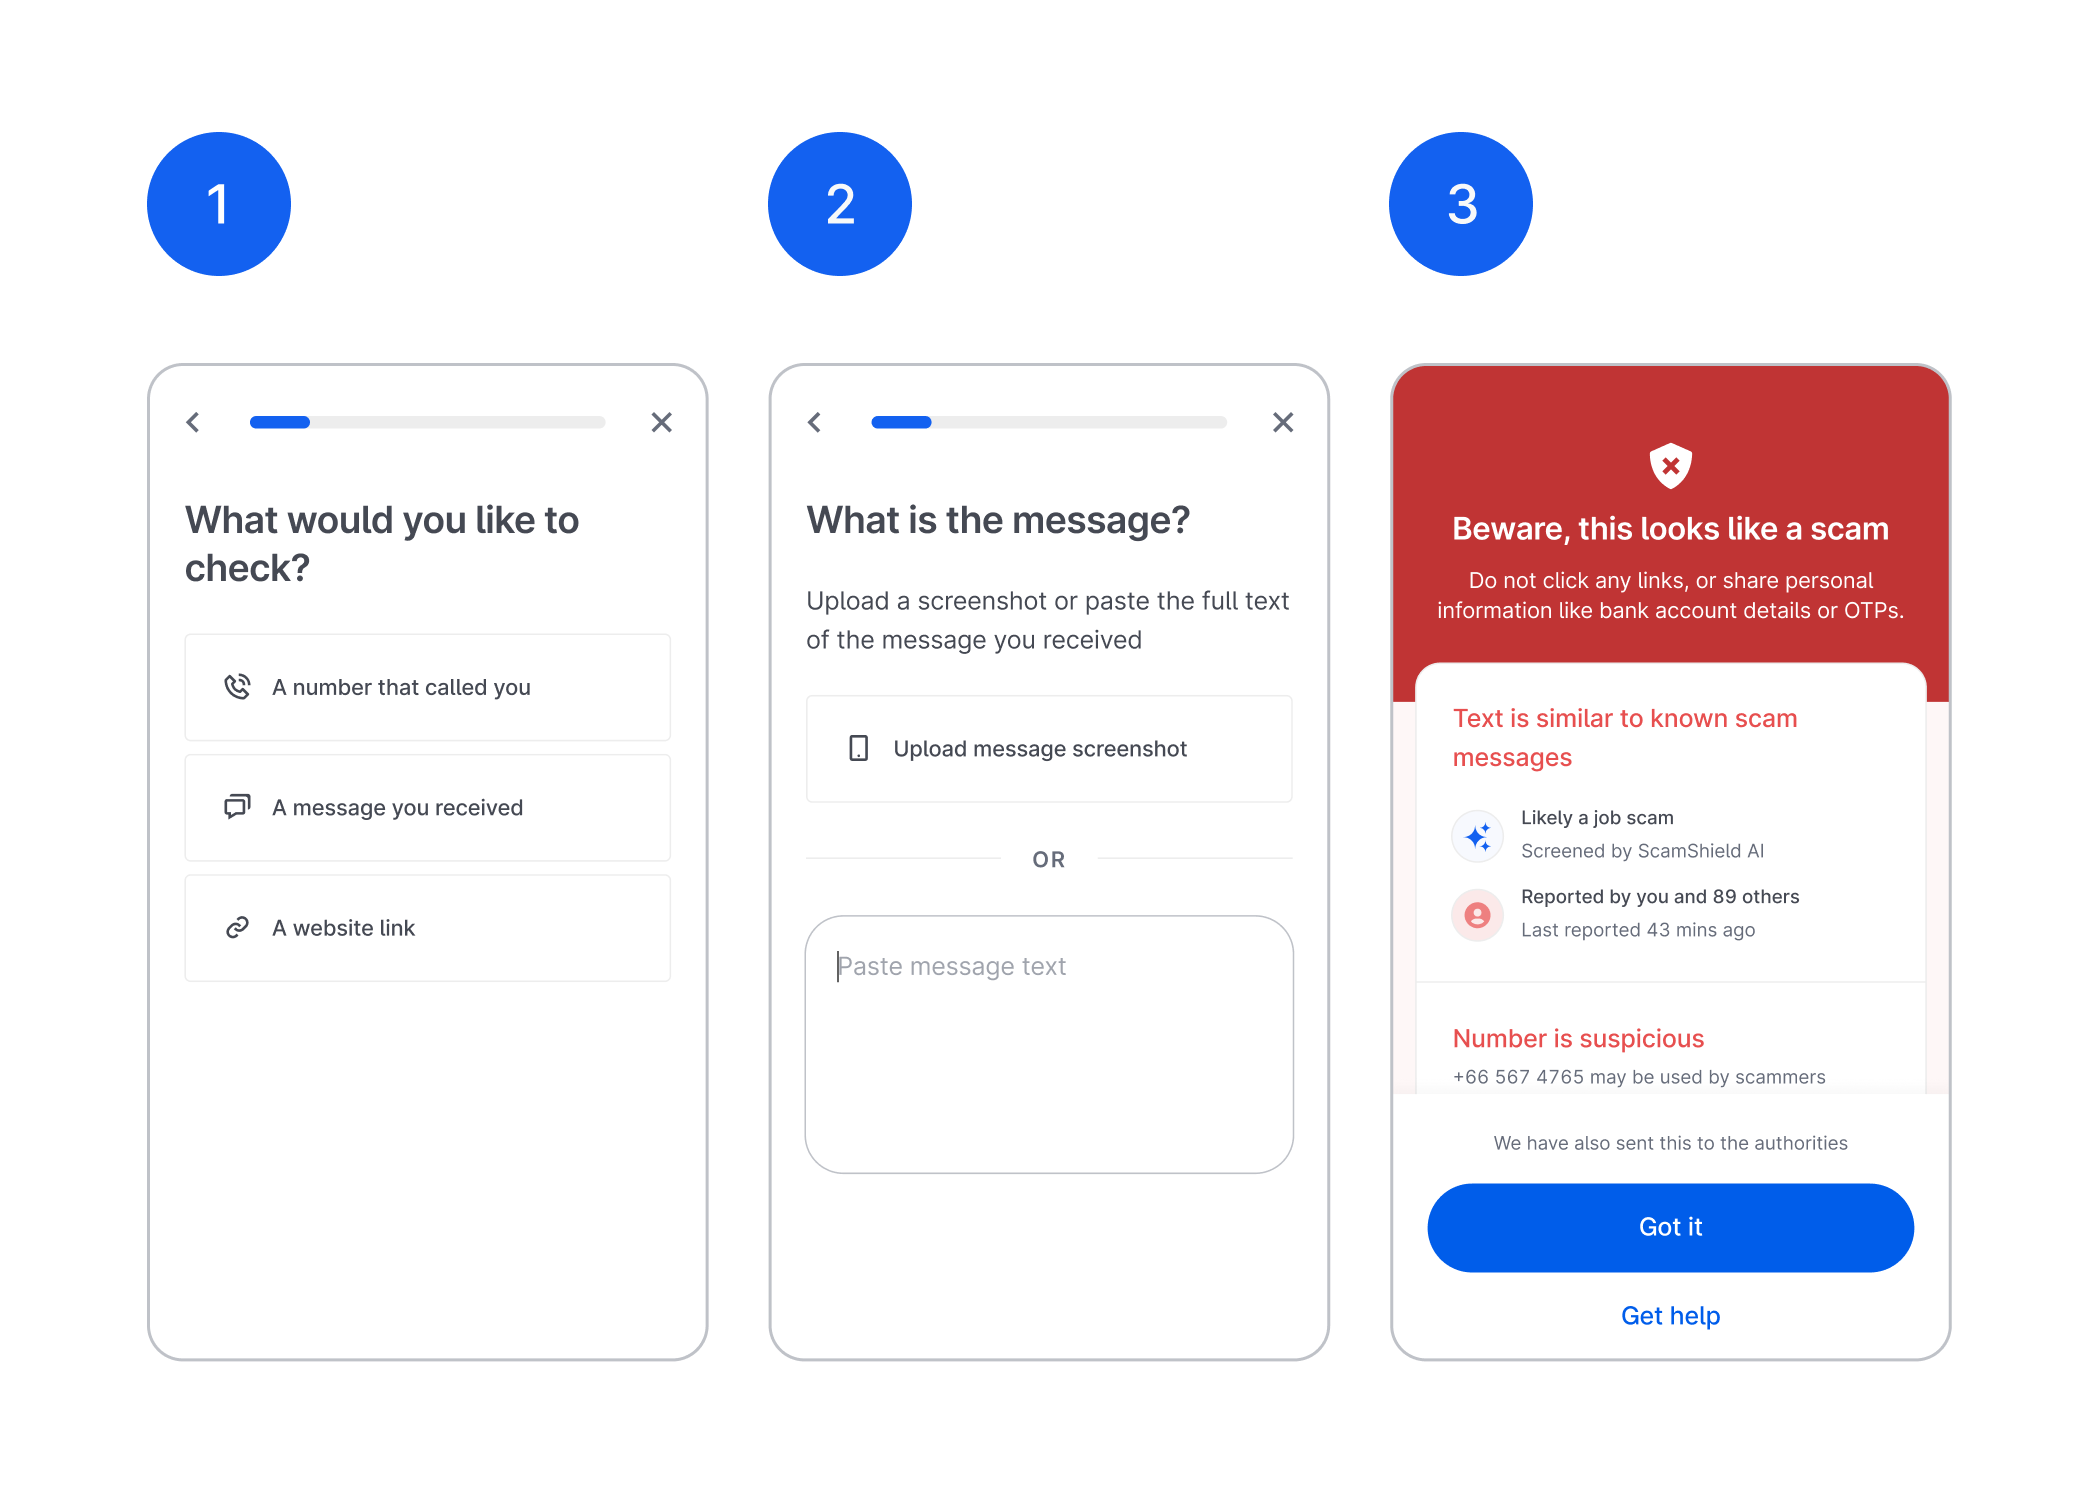 1
2
3
What would you like to
check?
A number that called you
A message you received
A website link
What is the message?
Upload a screenshot or paste the full text
of the message you received
Upload message screenshot
OR
Paste message text
Beware, this looks like a scam
Do not click any links, or share personal
information like bank account details or OTPs.
Text is similar to known scam
messages
Likely a job scam
Screened by ScamShield AI
Reported by you and 89 others
Last reported 43 mins ago
Number is suspicious
+66 567 4765 may be used by scammers
We have also sent this to the authorities
Got it
Get help